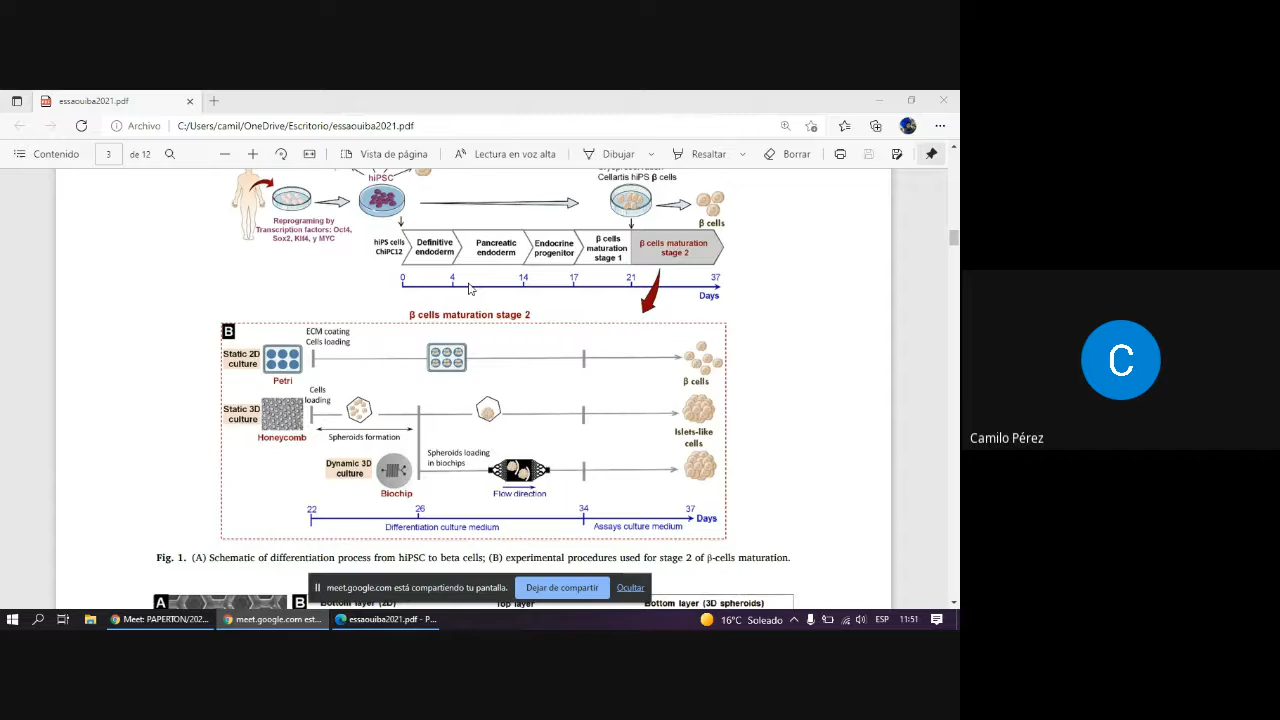 essaouiba2021.pdf
Archivo
C:/Users/camil/OneDrive/Escritorio/essaouiba2021.pdf
Contenido
3
de 12
Vista de página
Lectura en voz alta
Dibujar
Resaltar
Borrar
hiPSC
Cellartis hiPS β cells
Reprograming by
Transcription factors: Oct4,
Sox2, Klf4, y MYC
β cells
hiPS cells
ChiPC12
Definitive
endoderm
Pancreatic
endoderm
Endocrine
progenitor
β cells
maturation
stage 1
β cells maturation
stage 2
0 4 14 17 21 37
Days
β cells maturation stage 2
B
Static 2D
culture
Petri
ECM coating
Cells loading
β cells
Static 3D
culture
Honeycomb
Cells
loading
Spheroids formation
Islets-like
cells
Dynamic 3D
culture
Biochip
Spheroids loading
in biochips
Flow direction
22 26 34 37 Days
Differentiation culture medium
Assays culture medium
Fig. 1. (A) Schematic of differentiation process from hiPSC to beta cells; (B) experimental procedures used for stage 2 of β-cells maturation.
meet.google.com está compartiendo tu pantalla.
Dejar de compartir
Ocultar
A
B
Bottom layer (2D)
Top layer
Bottom layer (3D spheroids)
Meet: PAPERTON/202...
meet.google.com est...
essaouiba2021.pdf - P...
16°C Soleado
ESP
11:51
C
Camilo Pérez